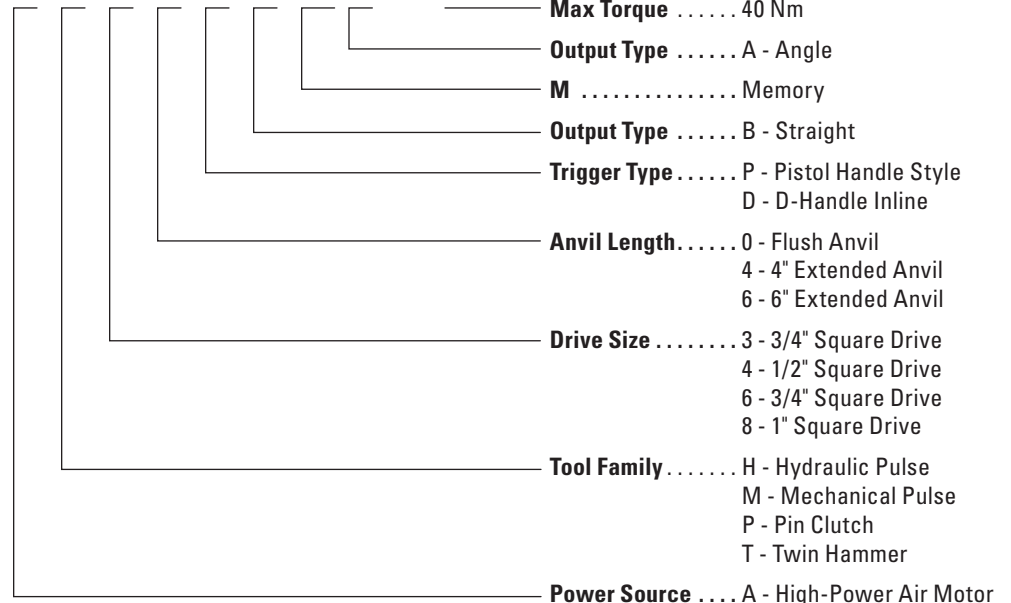 Max Torque ...... 40 Nm
Output Type ...... A - Angle
M ............... Memory
Output Type ...... B - Straight
Trigger Type ...... P - Pistol Handle Style
D - D-Handle Inline
Anvil Length ...... 0 - Flush Anvil
4 - 4" Extended Anvil
6 - 6" Extended Anvil
Drive Size ........ 3 - 3/4" Square Drive
4 - 1/2" Square Drive
6 - 3/4" Square Drive
8 - 1" Square Drive
Tool Family ....... H - Hydraulic Pulse
M - Mechanical Pulse
P - Pin Clutch
T - Twin Hammer
Power Source .... A - High-Power Air Motor